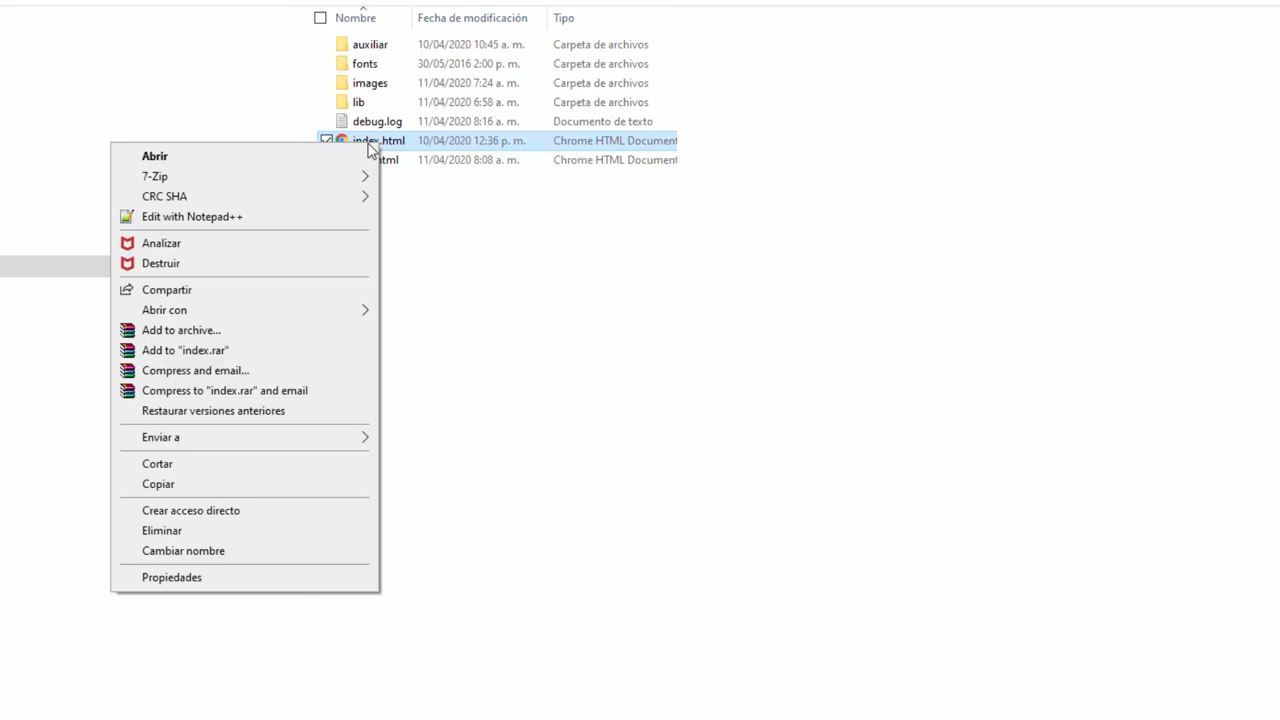 Nombre Fecha de modificación Tipo
auxiliar 10/04/2020 10:45 a. m. Carpeta de archivos
fonts 30/05/2016 2:00 p. m. Carpeta de archivos
images 11/04/2020 7:24 a. m. Carpeta de archivos
lib 11/04/2020 6:58 a. m. Carpeta de archivos
debug.log 11/04/2020 8:16 a. m. Documento de texto
index.html 10/04/2020 12:36 p. m. Chrome HTML Document
11/04/2020 8:08 a. m. Chrome HTML Document
Abrir
7-Zip
CRC SHA
Edit with Notepad++
Analizar
Destruir
Compartir
Abrir con
Add to archive...
Add to "index.rar"
Compress and email...
Compress to "index.rar" and email
Restaurar versiones anteriores
Enviar a
Cortar
Copiar
Crear acceso directo
Eliminar
Cambiar nombre
Propiedades